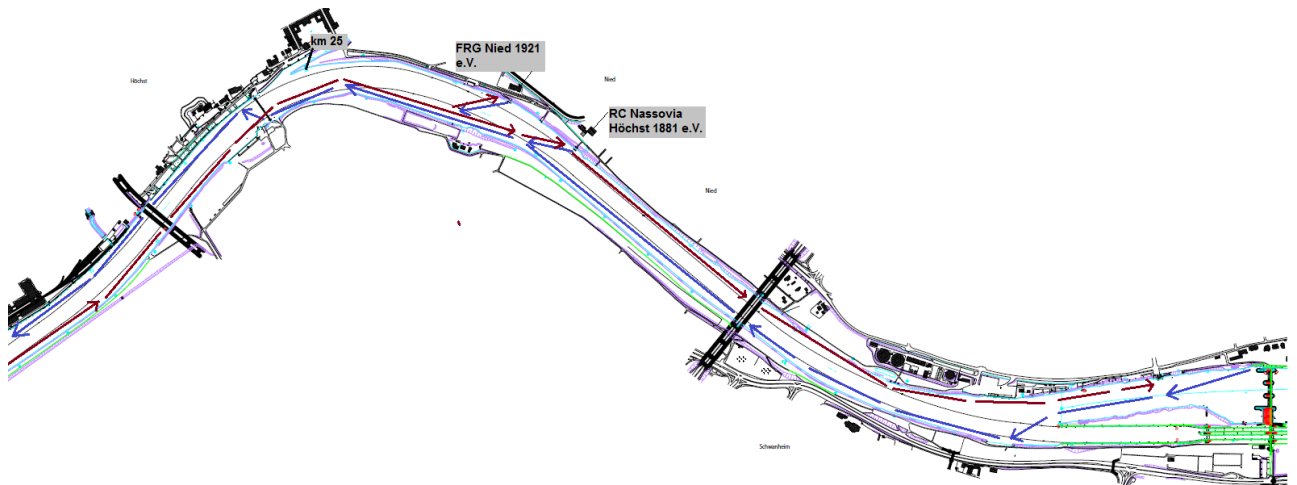 km 25
FRG Nied 1921
e.V.
Höchst
Nied
RC Nassovia
Höchst 1881 e.V.
Nied
Schwanheim